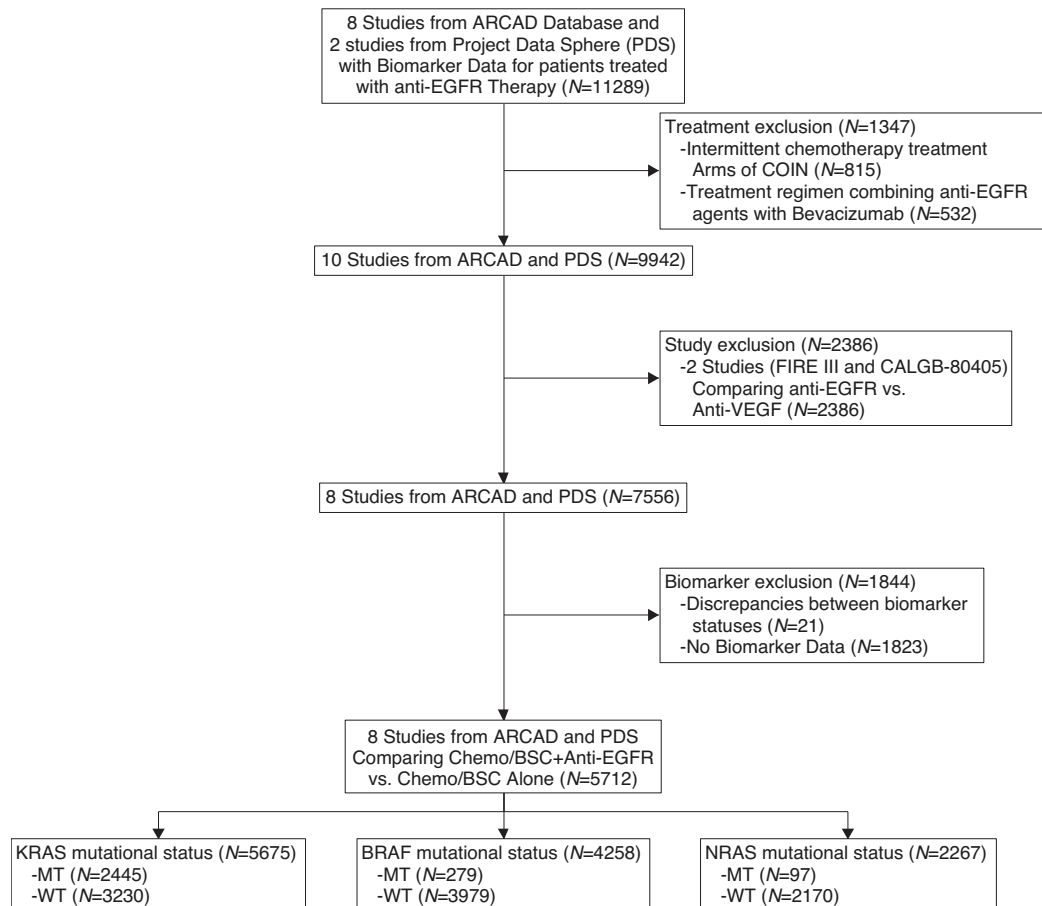 8 Studies from ARCAD Database and
2 studies from Project Data Sphere (PDS)
with Biomarker Data for patients treated
with anti-EGFR Therapy (N=11289)
Treatment exclusion (N=1347)
-Intermittent chemotherapy treatment
Arms of COIN (N=815)
-Treatment regimen combining anti-EGFR
agents with Bevacizumab (N=532)
10 Studies from ARCAD and PDS (N=9942)
Study exclusion (N=2386)
-2 Studies (FIRE III and CALGB-80405)
Comparing anti-EGFR vs.
Anti-VEGF (N=2386)
8 Studies from ARCAD and PDS (N=7556)
Biomarker exclusion (N=1844)
-Discrepancies between biomarker
statuses (N=21)
-No Biomarker Data (N=1823)
8 Studies from ARCAD and PDS
Comparing Chemo/BSC+Anti-EGFR
vs. Chemo/BSC Alone (N=5712)
KRAS mutational status (N=5675)
-MT (N=2445)
-WT (N=3230)
BRAF mutational status (N=4258)
-MT (N=279)
-WT (N=3979)
NRAS mutational status (N=2267)
-MT (N=97)
-WT (N=2170)